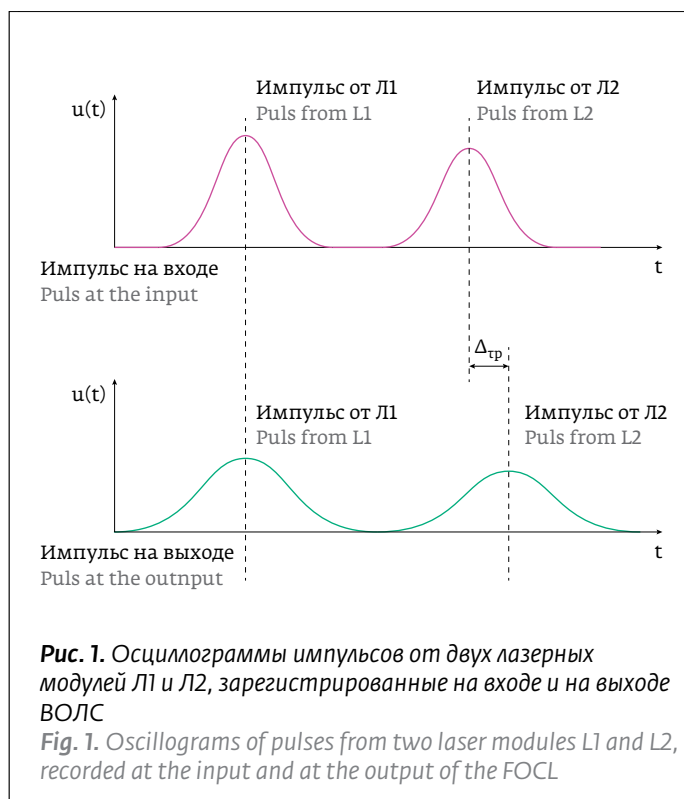 Импульс от Л1
Puls from L1
Импульс от Л2
Puls from L2
u(t)
t
Импульс на входе
Puls at the input
Δτр
u(t)
Импульс от Л1
Puls from L1
Импульс от Л2
Puls from L2
t
Импульс на выходе
Puls at the outnput
Рис. 1. Осциллограммы импульсов от двух лазерных
модулей Л1 и Л2, зарегистрированные на входе и на выходе
ВОЛС
Fig. 1. Oscillograms of pulses from two laser modules L1 and L2,
recorded at the input and at the output of the FOCL